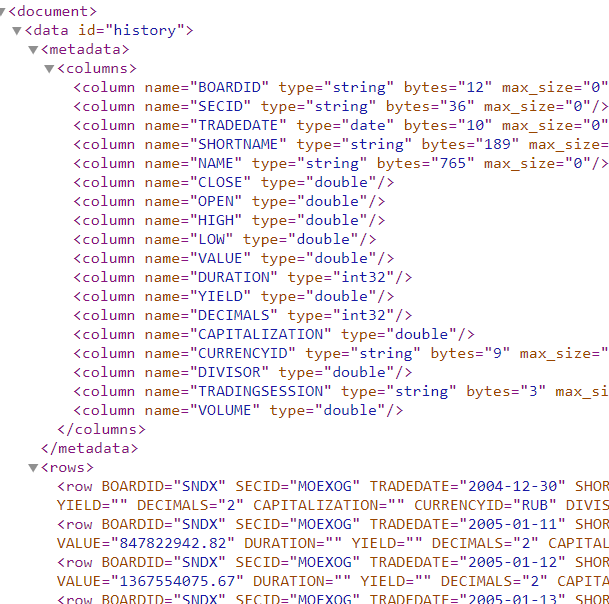 <document>
<data id="history">
<metadata>
<columns>
<column name="BOARDID" type="string" bytes="12" max_size="0"
<column name="SECID" type="string" bytes="36" max_size="0"/>
<column name="TRADEDATE" type="date" bytes="10" max_size="0"
<column name="SHORTNAME" type="string" bytes="189" max_size=
<column name="NAME" type="string" bytes="765" max_size="0"/>
<column name="CLOSE" type="double"/>
<column name="OPEN" type="double"/>
<column name="HIGH" type="double"/>
<column name="LOW" type="double"/>
<column name="VALUE" type="double"/>
<column name="DURATION" type="int32"/>
<column name="YIELD" type="double"/>
<column name="DECIMALS" type="int32"/>
<column name="CAPITALIZATION" type="double"/>
<column name="CURRENCYID" type="string" bytes="9" max_size="
<column name="DIVISOR" type="double"/>
<column name="TRADINGSESSION" type="string" bytes="3" max_si
<column name="VOLUME" type="double"/>
</columns>
</metadata>
<rows>
<row BOARDID="SNDX" SECID="MOEXOG" TRADEDATE="2004-12-30" SHOR
YIELD="" DECIMALS="2" CAPITALIZATION="" CURRENCYID="RUB" DIVIS
<row BOARDID="SNDX" SECID="MOEXOG" TRADEDATE="2005-01-11" SHOR
VALUE="847822942.82" DURATION="" YIELD="" DECIMALS="2" CAPITAL
<row BOARDID="SNDX" SECID="MOEXOG" TRADEDATE="2005-01-12" SHOR
VALUE="1367554075.67" DURATION="" YIELD="" DECIMALS="2" CAPITA
<row BOARDID="SNDX" SECID="MOEXOG" TRADEDATE="2005-01-13" SHOR